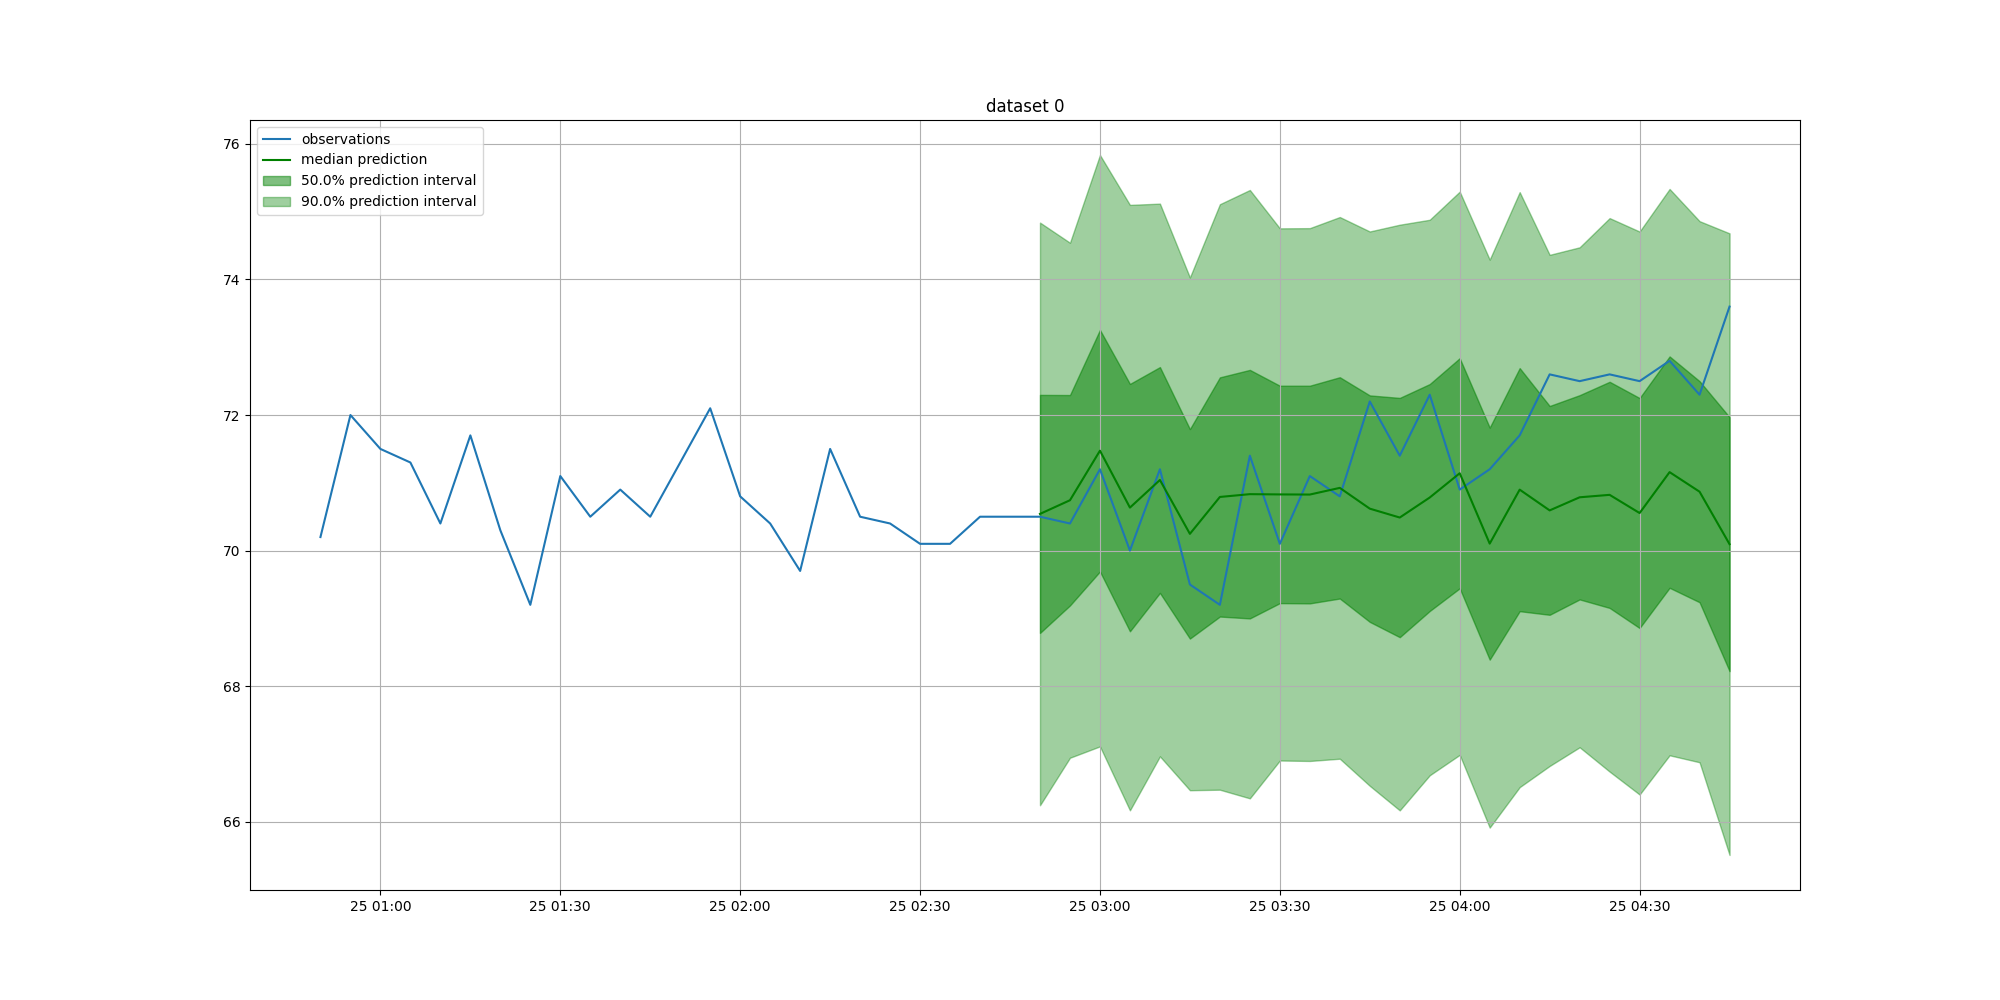 dataset 0
observations
median prediction
50.0% prediction interval
90.0% prediction interval
76
74
72
70
68
66
25 01:00 25 01:30 25 02:00 25 02:30 25 03:00 25 03:30 25 04:00 25 04:30